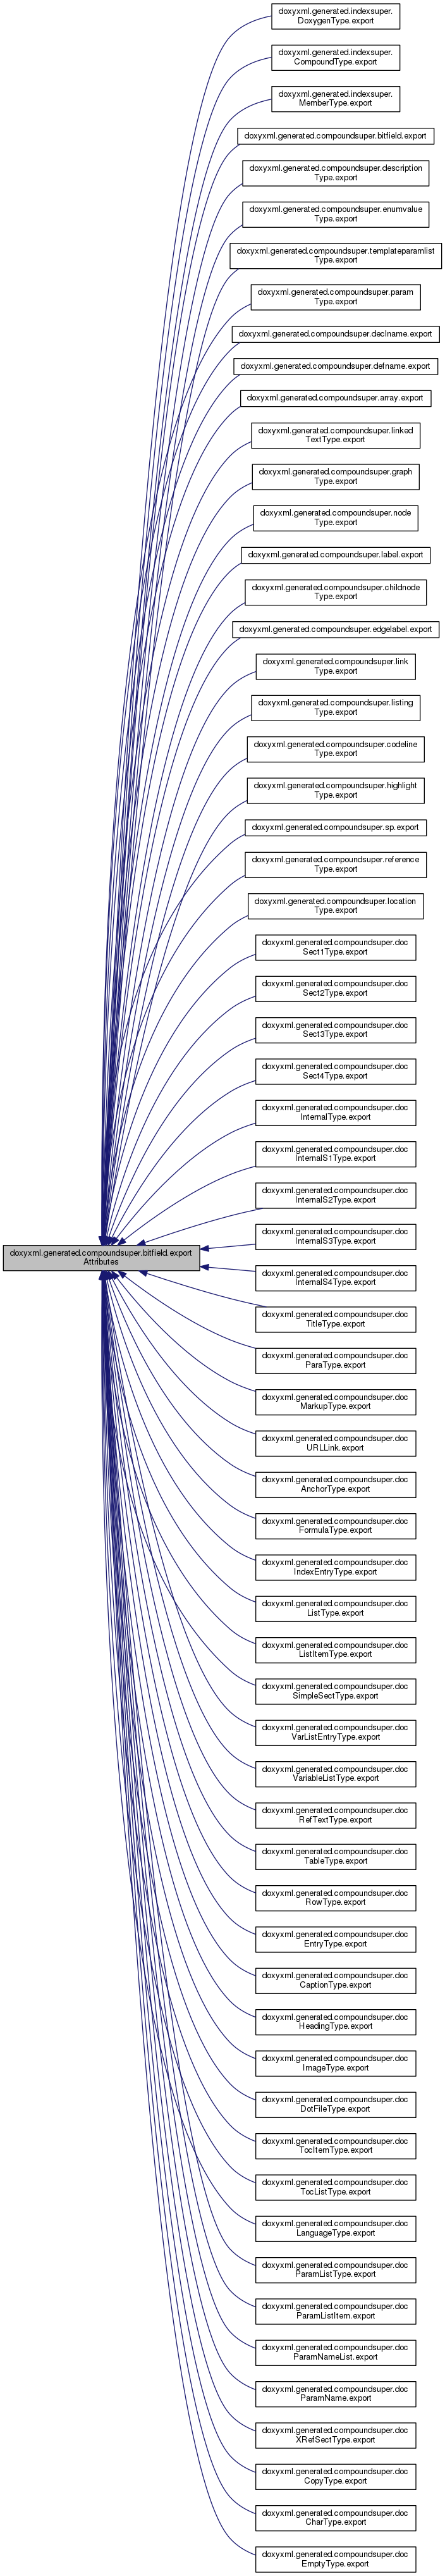 doxyxml.generated.indexsuper.
DoxygenType.export
doxyxml.generated.indexsuper.
CompoundType.export
doxyxml.generated.indexsuper.
MemberType.export
doxyxml.generated.compoundsuper.bitfield.export
doxyxml.generated.compoundsuper.description
Type.export
doxyxml.generated.compoundsuper.enumvalue
Type.export
doxyxml.generated.compoundsuper.templateparamlist
Type.export
doxyxml.generated.compoundsuper.param
Type.export
doxyxml.generated.compoundsuper.declname.export
doxyxml.generated.compoundsuper.defname.export
doxyxml.generated.compoundsuper.array.export
doxyxml.generated.compoundsuper.linked
TextType.export
doxyxml.generated.compoundsuper.graph
Type.export
doxyxml.generated.compoundsuper.node
Type.export
doxyxml.generated.compoundsuper.label.export
doxyxml.generated.compoundsuper.childnode
Type.export
doxyxml.generated.compoundsuper.edgelabel.export
doxyxml.generated.compoundsuper.link
Type.export
doxyxml.generated.compoundsuper.listing
Type.export
doxyxml.generated.compoundsuper.codeline
Type.export
doxyxml.generated.compoundsuper.highlight
Type.export
doxyxml.generated.compoundsuper.sp.export
doxyxml.generated.compoundsuper.reference
Type.export
doxyxml.generated.compoundsuper.location
Type.export
doxyxml.generated.compoundsuper.doc
Sect1Type.export
doxyxml.generated.compoundsuper.doc
Sect2Type.export
doxyxml.generated.compoundsuper.doc
Sect3Type.export
doxyxml.generated.compoundsuper.doc
Sect4Type.export
doxyxml.generated.compoundsuper.doc
InternalType.export
doxyxml.generated.compoundsuper.doc
InternalS1Type.export
doxyxml.generated.compoundsuper.doc
InternalS2Type.export
doxyxml.generated.compoundsuper.doc
InternalS3Type.export
doxyxml.generated.compoundsuper.bitfield.export
Attributes
doxyxml.generated.compoundsuper.doc
InternalS4Type.export
doxyxml.generated.compoundsuper.doc
TitleType.export
doxyxml.generated.compoundsuper.doc
ParaType.export
doxyxml.generated.compoundsuper.doc
MarkupType.export
doxyxml.generated.compoundsuper.doc
URLLink.export
doxyxml.generated.compoundsuper.doc
AnchorType.export
doxyxml.generated.compoundsuper.doc
FormulaType.export
doxyxml.generated.compoundsuper.doc
IndexEntryType.export
doxyxml.generated.compoundsuper.doc
ListType.export
doxyxml.generated.compoundsuper.doc
ListItemType.export
doxyxml.generated.compoundsuper.doc
SimpleSectType.export
doxyxml.generated.compoundsuper.doc
VarListEntryType.export
doxyxml.generated.compoundsuper.doc
VariableListType.export
doxyxml.generated.compoundsuper.doc
RefTextType.export
doxyxml.generated.compoundsuper.doc
TableType.export
doxyxml.generated.compoundsuper.doc
RowType.export
doxyxml.generated.compoundsuper.doc
EntryType.export
doxyxml.generated.compoundsuper.doc
CaptionType.export
doxyxml.generated.compoundsuper.doc
HeadingType.export
doxyxml.generated.compoundsuper.doc
ImageType.export
doxyxml.generated.compoundsuper.doc
DotFileType.export
doxyxml.generated.compoundsuper.doc
TocItemType.export
doxyxml.generated.compoundsuper.doc
TocListType.export
doxyxml.generated.compoundsuper.doc
LanguageType.export
doxyxml.generated.compoundsuper.doc
ParamListType.export
doxyxml.generated.compoundsuper.doc
ParamListItem.export
doxyxml.generated.compoundsuper.doc
ParamNameList.export
doxyxml.generated.compoundsuper.doc
ParamName.export
doxyxml.generated.compoundsuper.doc
XRefSectType.export
doxyxml.generated.compoundsuper.doc
CopyType.export
doxyxml.generated.compoundsuper.doc
CharType.export
doxyxml.generated.compoundsuper.doc
EmptyType.export